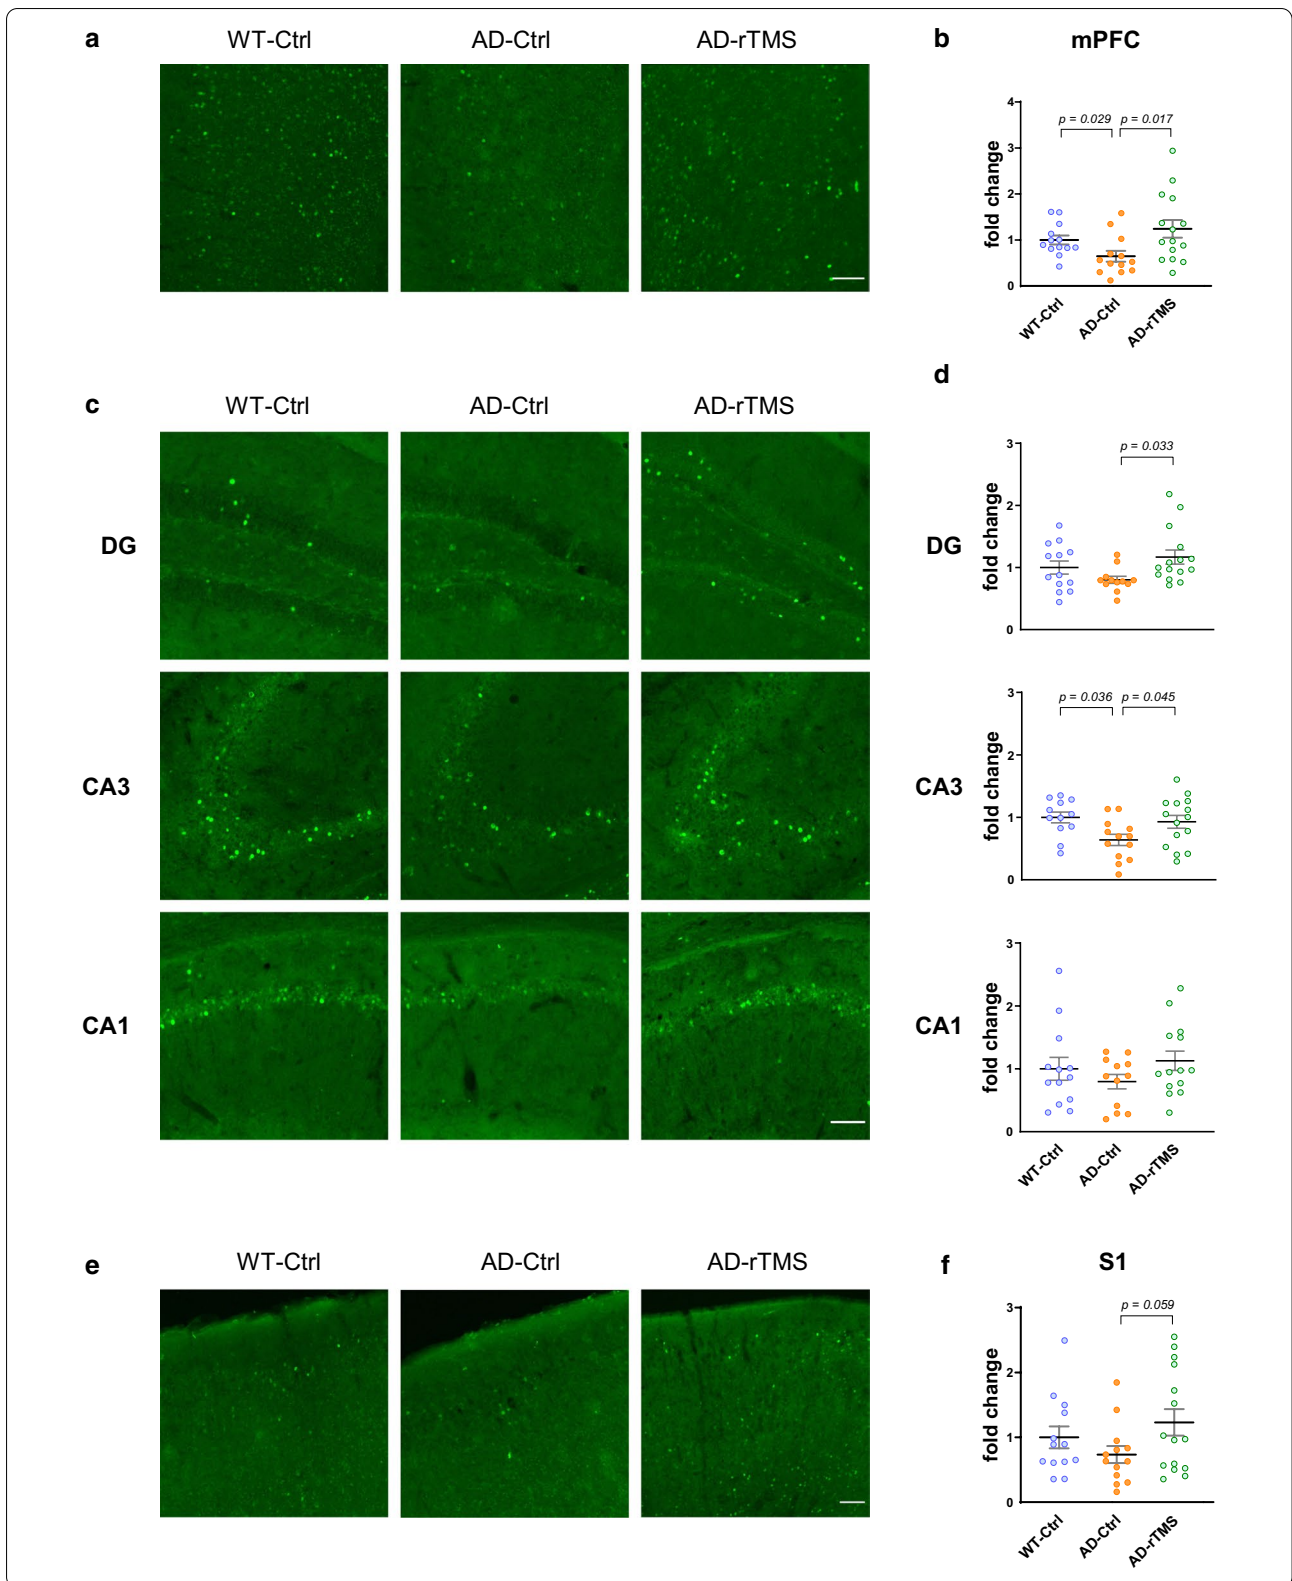 a WT-Ctrl AD-Ctrl AD-rTMS
b mPFC
4
p = 0.029 p = 0.017
3
fold change
2
1
0
WT-Ctrl AD-Ctrl AD-rTMS
c WT-Ctrl AD-Ctrl AD-rTMS
DG
CA3
CA1
d
DG
3
p = 0.033
2
fold change
1
0
CA3
3
p = 0.036 p = 0.045
2
fold change
1
0
CA1
3
2
fold change
1
0
WT-Ctrl AD-Ctrl AD-rTMS
e WT-Ctrl AD-Ctrl AD-rTMS
f S1
3
p = 0.059
2
fold change
1
0
WT-Ctrl AD-Ctrl AD-rTMS